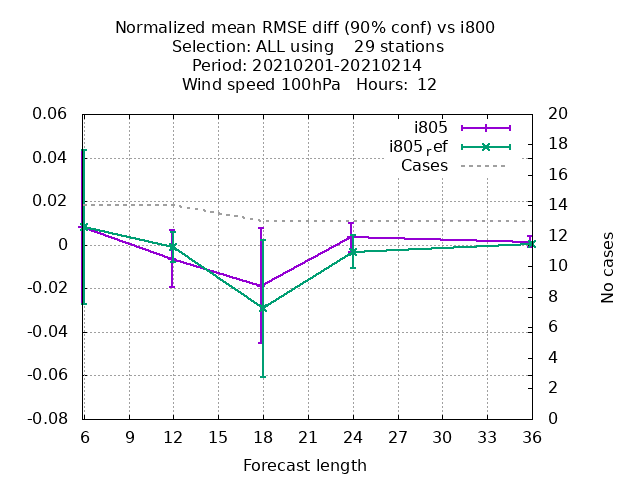 Normalized mean RMSE diff (90% conf) vs i800
Selection: ALL using    29 stations
Period: 20210201-20210214
Wind speed 100hPa   Hours:  12
i805
i805ref
Cases
0.06
0.04
0.02
0
-0.02
-0.04
-0.06
-0.08
20
18
16
14
12
10
8
6
4
2
0
No cases
6 9 12 15 18 21 24 27 30 33 36
Forecast length